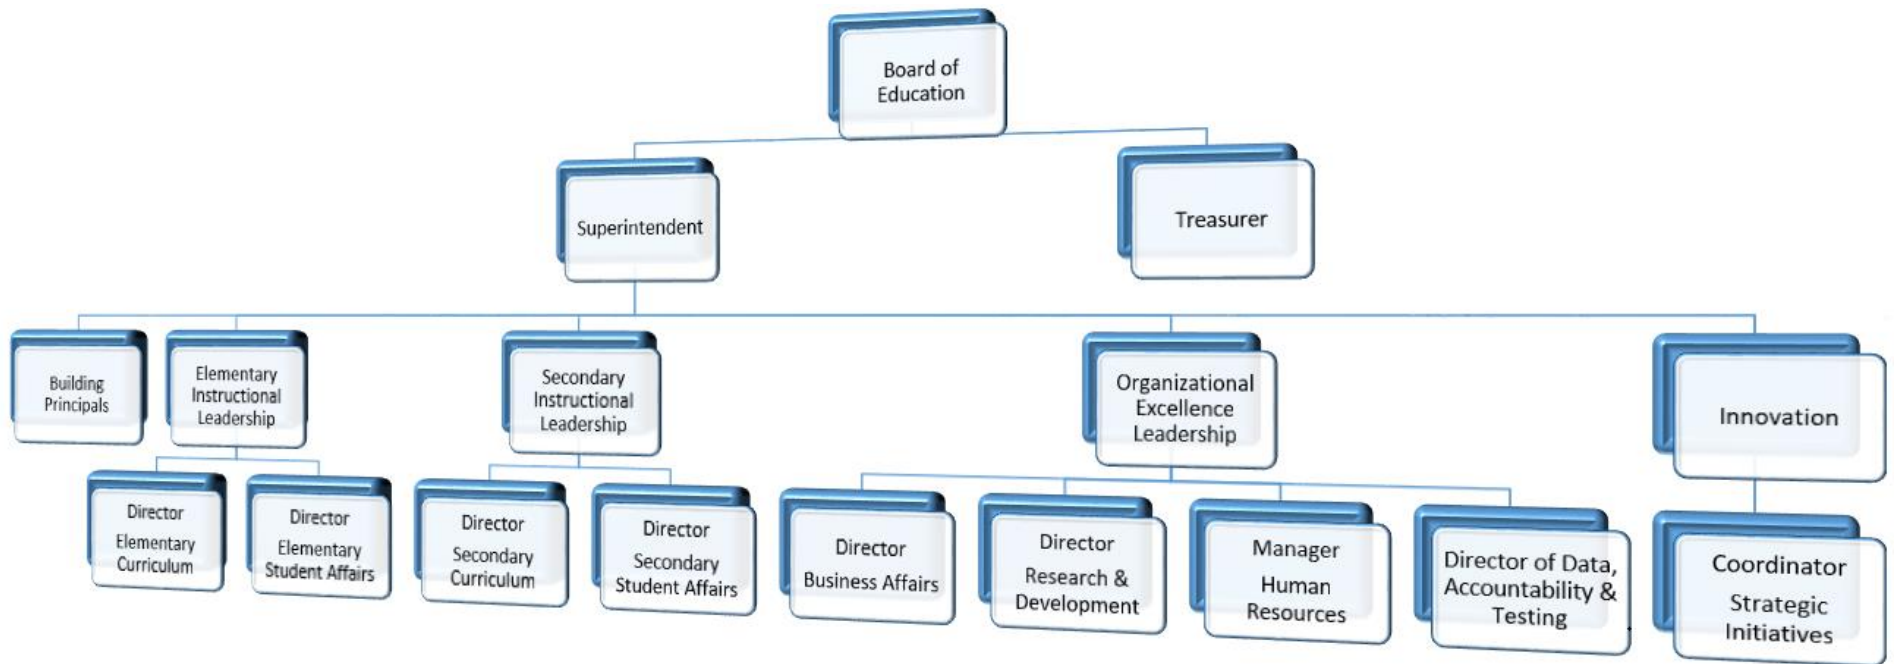 Board of
Education
Superintendent
Treasurer
Building
Principals
Elementary
Instructional
Leadership
Secondary
Instructional
Leadership
Organizational
Excellence
Leadership
Innovation
Director
Elementary
Curriculum
Director
Elementary
Student Affairs
Director
Secondary
Curriculum
Director
Secondary
Student Affairs
Director
Business Affairs
Director
Research &
Development
Manager
Human
Resources
Director of Data,
Accountability &
Testing
Coordinator
Strategic
Initiatives